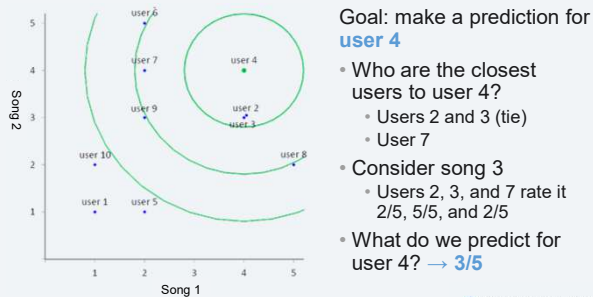 Goal: make a prediction for
user 4
• Who are the closest
users to user 4?
• Users 2 and 3 (tie)
• User 7
• Consider song 3
• Users 2, 3, and 7 rate it
2/5, 5/5, and 2/5
• What do we predict for
user 4? → 3/5
Song 2
5
4
3
2
1
user 6
user 7
user 4
user 9
user 2
user 3
user 10
user 8
user 1
user 5
1
2
3
4
5
Song 1